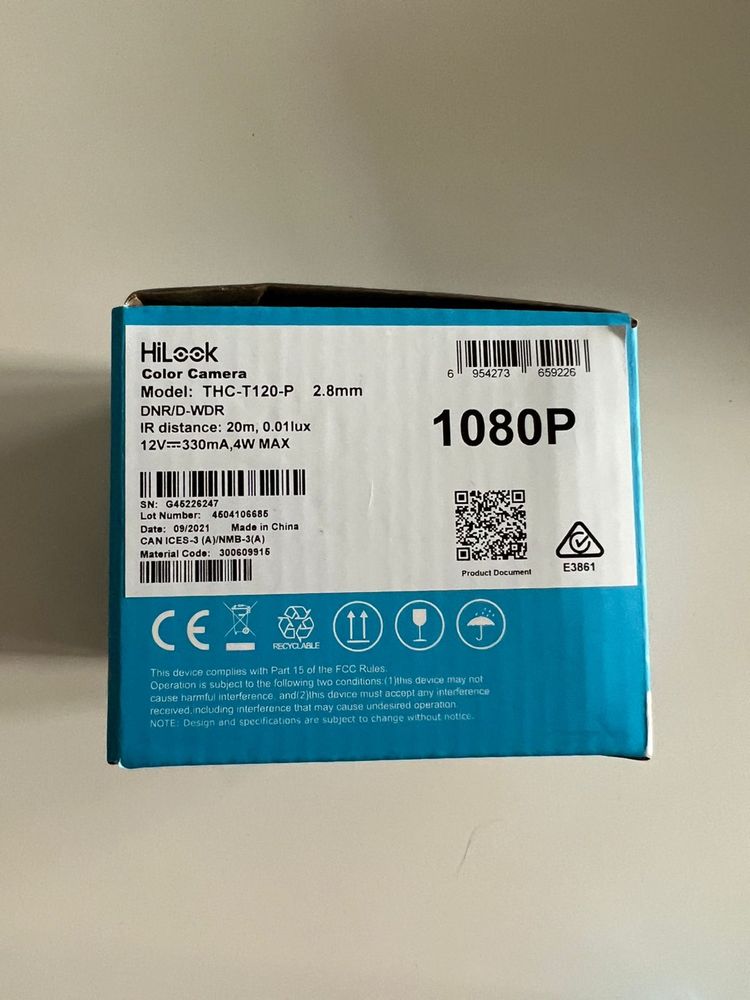 HiLook
Color Camera
Model: THC-T120-P 2.8mm
DNR/D-WDR
IR distance: 20m, 0.01lux
12V⎓330mA,4W MAX
6 954273 659226
1080P
SN: G45226247
Lot Number: 4504106685
Date: 09/2021 Made in China
CAN ICES-3 (A)/NMB-3(A)
Material Code: 300609915
Product Document
E3861
CE
RECYCLABLE
This device complies with Part 15 of the FCC Rules.
Operation is subject to the following two conditions:(1)this device may not
cause harmful interference, and(2)this device must accept any interference
received,including interference that may cause undesired operation.
NOTE: Design and specifications are subject to change without notice.